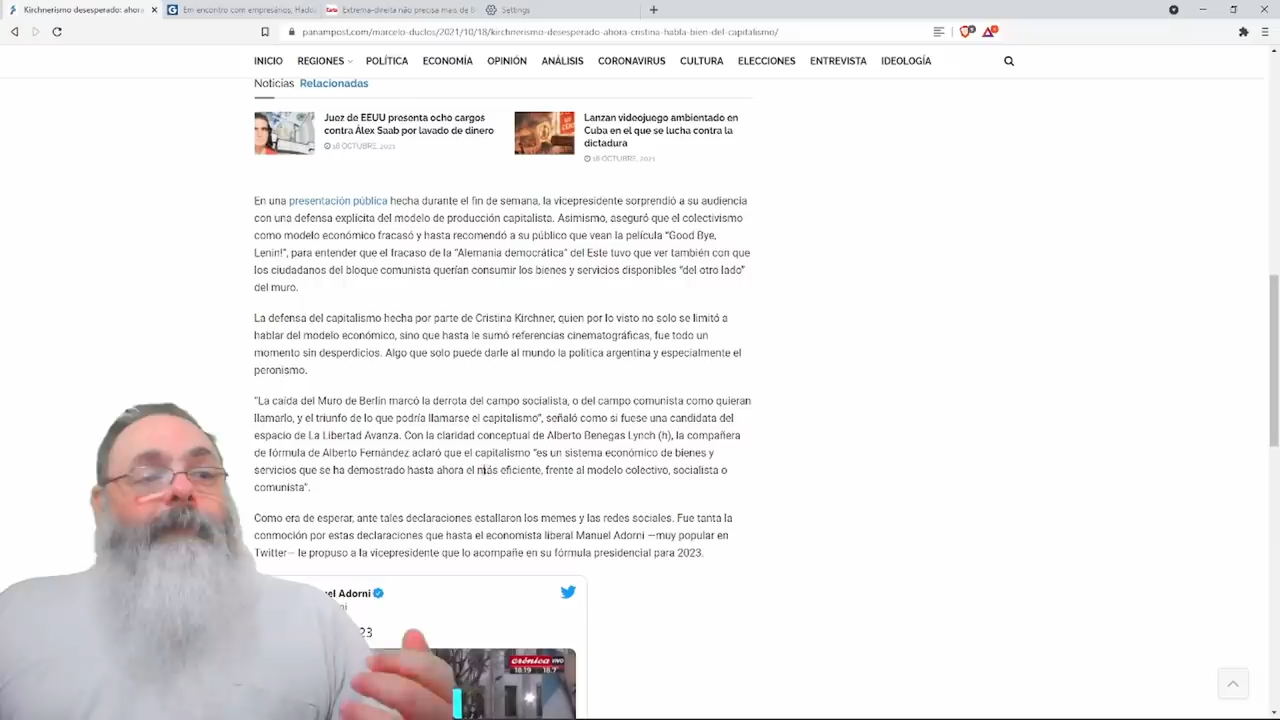 Kirchnerismo desesperado: ahora
Em encontro com empresários, Hadda
Extrema-direita não precisa mais de B
Settings
panampost.com/marcelo-duclos/2021/10/18/kirchnerismo-desesperado-ahora-cristina-habla-bien-del-capitalismo/
INICIO REGIONES POLÍTICA ECONOMÍA OPINIÓN ANÁLISIS CORONAVIRUS CULTURA ELECCIONES ENTREVISTA IDEOLOGÍA
Noticias Relacionadas
Juez de EEUU presenta ocho cargos
contra Álex Saab por lavado de dinero
18 OCTUBRE, 2021
Lanzan videojuego ambientado en
Cuba en el que se lucha contra la
dictadura
18 OCTUBRE, 2021
En una presentación pública hecha durante el fin de semana, la vicepresidente sorprendió a su audiencia
con una defensa explícita del modelo de producción capitalista. Asimismo, aseguró que el colectivismo
como modelo económico fracasó y hasta recomendó a su público que vean la película “Good Bye,
Lenin!”, para entender que el fracaso de la “Alemania democrática” del Este tuvo que ver también con que
los ciudadanos del bloque comunista querían consumir los bienes y servicios disponibles “del otro lado”
del muro.
La defensa del capitalismo hecha por parte de Cristina Kirchner, quien por lo visto no solo se limitó a
hablar del modelo económico, sino que hasta le sumó referencias cinematográficas, fue todo un
momento sin desperdicios. Algo que solo puede darle al mundo la política argentina y especialmente el
peronismo.
“La caída del Muro de Berlín marcó la derrota del campo socialista, o del campo comunista como quieran
llamarlo, y el triunfo de lo que podría llamarse el capitalismo”, señaló como si fuese una candidata del
espacio de La Libertad Avanza. Con la claridad conceptual de Alberto Benegas Lynch (h), la compañera
de fórmula de Alberto Fernández aclaró que el capitalismo “es un sistema económico de bienes y
servicios que se ha demostrado hasta ahora el más eficiente, frente al modelo colectivo, socialista o
comunista”.
Como era de esperar, ante tales declaraciones estallaron los memes y las redes sociales. Fue tanta la
conmoción por estas declaraciones que hasta el economista liberal Manuel Adorni —muy popular en
Twitter— le propuso a la vicepresidente que lo acompañe en su fórmula presidencial para 2023.
uel Adorni
rni
23
crónica VIVO
18:19 18.7°